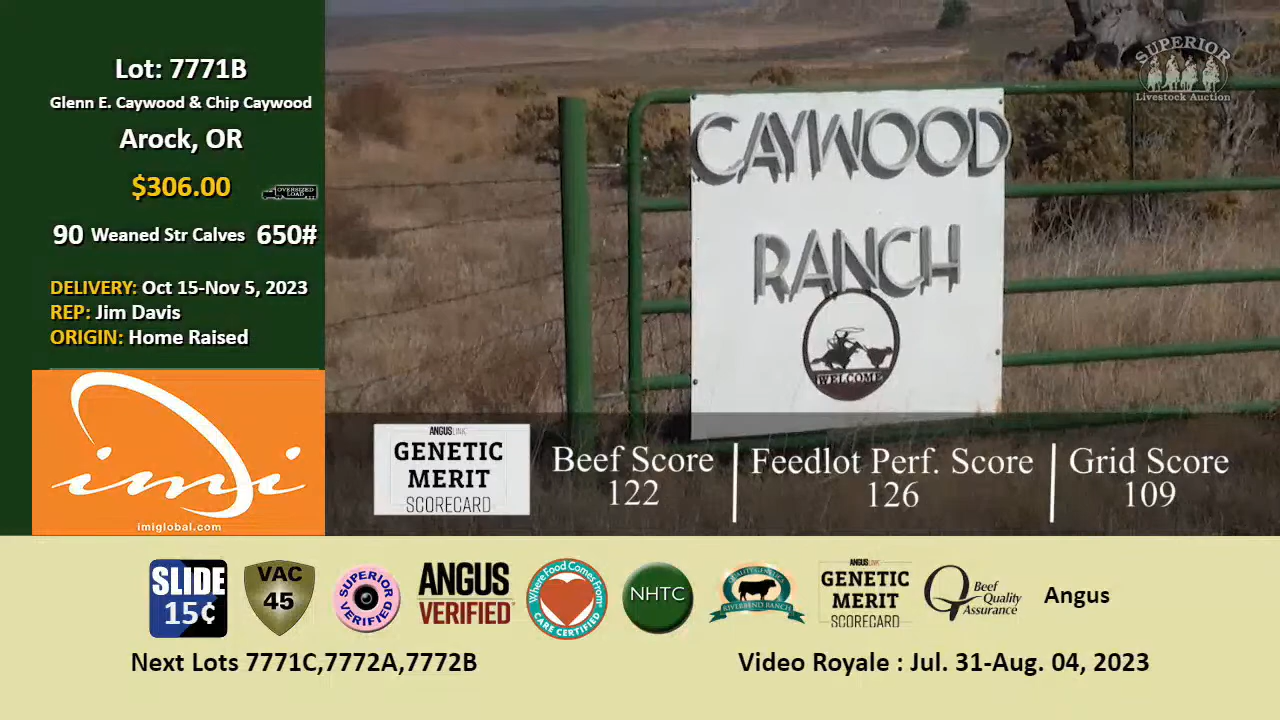 Lot: 7771B
Glenn E. Caywood & Chip Caywood
Arock, OR
$306.00
OVERSIZED LOAD
90 Weaned Str Calves 650#
DELIVERY: Oct 15-Nov 5, 2023
REP: Jim Davis
ORIGIN: Home Raised
imi
imiglobal.com
SUPERIOR
Livestock Auction
CAYWOOD
RANCH
WELCOME
ANGUSLINK
GENETIC
MERIT
SCORECARD
Beef Score
122
Feedlot Perf. Score
126
Grid Score
109
SLIDE
15¢
VAC
45
SUPERIOR
VERIFIED
ANGUS
VERIFIED
Where Food Comes From
CARE CERTIFIED
NHTC
QUALITY GENETICS
RIVERBEND RANCH
ANGUSLINK
GENETIC
MERIT
SCORECARD
Beef
Quality
Assurance
Angus
Next Lots 7771C,7772A,7772B
Video Royale : Jul. 31-Aug. 04, 2023